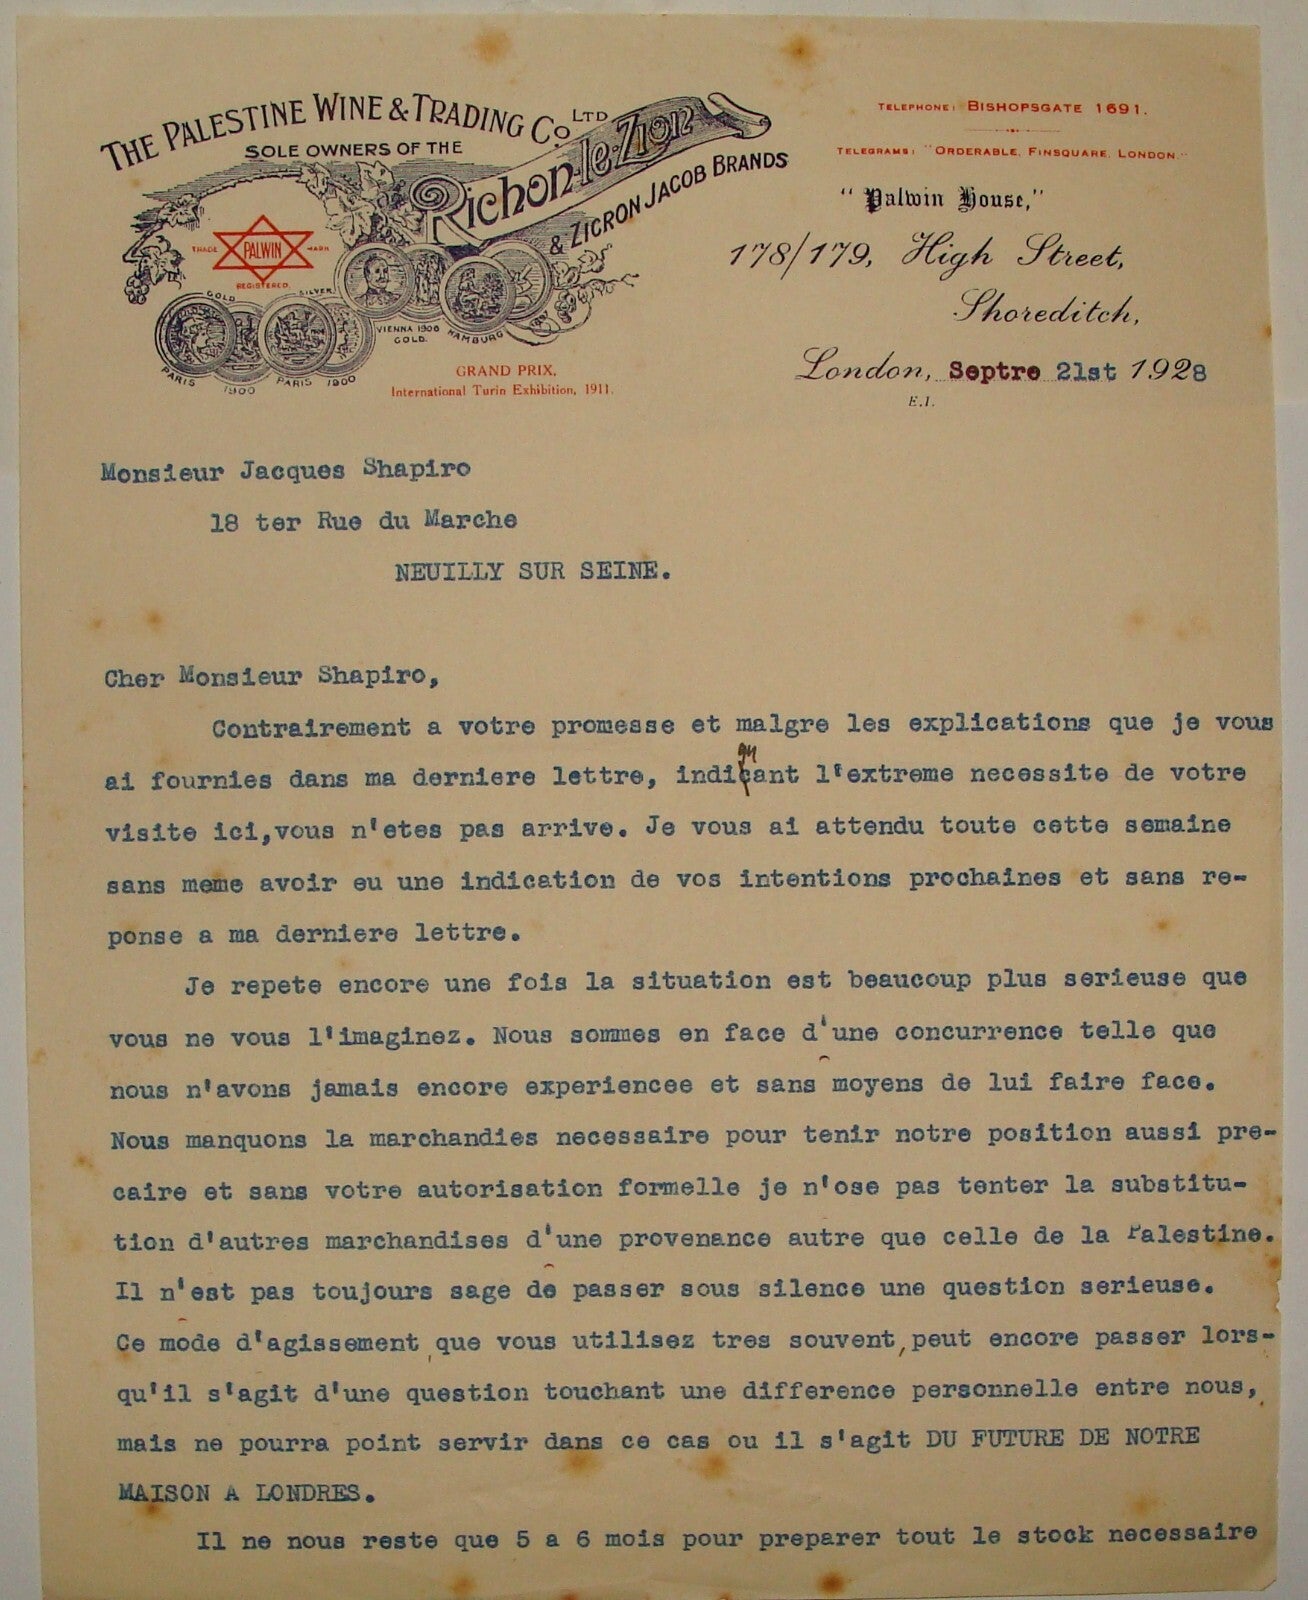 THE PALESTINE WINE & TRADING CO LTD
SOLE OWNERS OF THE
Richon-le-Zion
& ZICRON JACOB BRANDS
TRADE PALWIN MARK
REGISTERED.
GOLD SILVER
PARIS 1900 PARIS 1900
VIENNA 1900 GOLD. HAMBURG
GRAND PRIX,
International Turin Exhibition, 1911.
TELEPHONE: BISHOPSGATE 1691.
TELEGRAMS: "ORDERABLE, FINSQUARE, LONDON."
"Palwin House,"
178/179, High Street,
Shoreditch,
London, Septre 21st 1928
E.1.
Monsieur Jacques Shapiro
18 ter Rue du Marche
NEUILLY SUR SEINE.
Cher Monsieur Shapiro,
Contrairement a votre promesse et malgre les explications que je vous
ai fournies dans ma derniere lettre, indiquant l'extreme necessite de votre
visite ici,vous n'etes pas arrive. Je vous ai attendu toute cette semaine
sans meme avoir eu une indication de vos intentions prochaines et sans re-
ponse a ma derniere lettre.
Je repete encore une fois la situation est beaucoup plus serieuse que
vous ne vous l'imaginez. Nous sommes en face d'une concurrence telle que
nous n'avons jamais encore experiencee et sans moyens de lui faire face.
Nous manquons la marchandies necessaire pour tenir notre position aussi pre-
caire et sans votre autorisation formelle je n'ose pas tenter la substitu-
tion d'autres marchandises d'une provenance autre que celle de la Palestine.
Il n'est pas toujours sage de passer sous silence une question serieuse.
Ce mode d'agissement,que vous utilisez tres souvent,peut encore passer lors-
qu'il s'agit d'une question touchant une difference personnelle entre nous,
mais ne pourra point servir dans ce cas ou il s'agit DU FUTURE DE NOTRE
MAISON A LONDRES.
Il ne nous reste que 5 a 6 mois pour preparer tout le stock necessaire